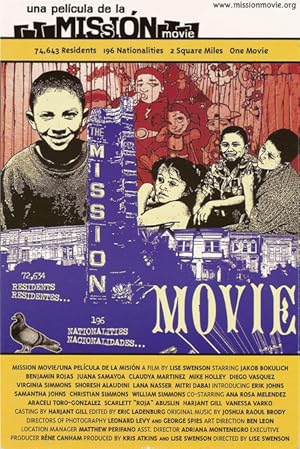 www.missionmovie.org
una película de la
MISSIÓN
movie
74,643 Residents 196 Nationalities 2 Square Miles One Movie
THE
MISSION
MOVIE
72,634
RESIDENTS
RESIDENTES...
196
NATIONALITIES
NACIONALIDADES...
MISSION MOVIE/UNA PELÍCULA DE LA MISIÓN A FILM BY LISE SWENSON STARRING JAKOB BOKULICH
BENJAMIN ROJAS JUANA SAMAYOA CLAUDYA MARTINEZ MIKE HOLLEY DIEGO VASQUEZ
VIRGINIA SIMMONS SHORESH ALAUDINI LANA NASSER MITRI DABAI INTRODUCING ERIK JOHNS
SAMANTHA JOHNS CHRISTIAN SIMMONS WILLIAM SIMMONS CO-STARRING ANA ROSA MELENDEZ
ARACELI TORO-GONZALEZ SCARLETT "ROJA" ABUSLIN HARJANT GILL VANESSA VARKO
CASTING BY HARJANT GILL EDITED BY ERIC LADENBURG ORIGINAL MUSIC BY JOSHUA RAOUL BRODY
DIRECTORS OF PHOTOGRAPHY LEONARD LEVY and GEORGE SPIES ART DIRECTOR BEN LEON
LOCATION MANAGER MATTHEW PERIFANO ASST. DIRECTOR ADRIANA MONTENEGRO EXECUTIVE
PRODUCER RÉNE CANHAM PRODUCED BY KRIS ATKINS and LISE SWENSON DIRECTED BY LISE SWENSON